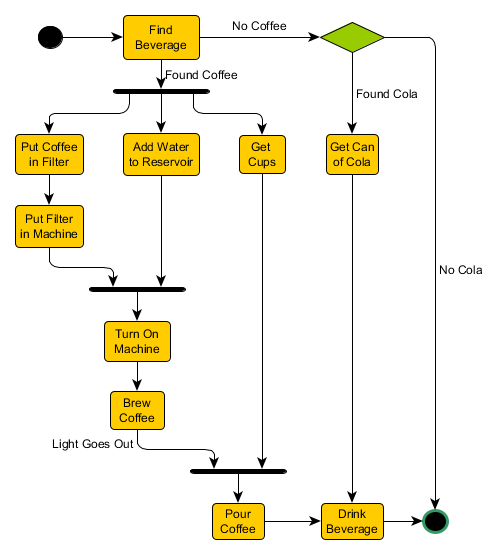 Find
Beverage
No Coffee
Found Coffee
Found Cola
Put Coffee
in Filter
Add Water
to Reservoir
Get
Cups
Get Can
of Cola
Put Filter
in Machine
No Cola
Turn On
Machine
Brew
Coffee
Light Goes Out
Pour
Coffee
Drink
Beverage